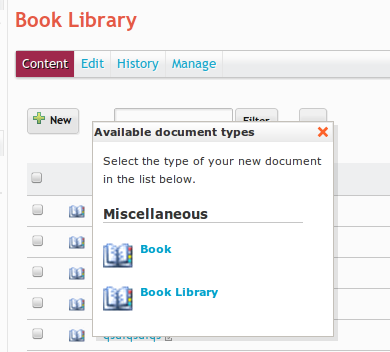 Book Library
Content Edit History Manage
New Filter
Available document types
Select the type of your new document
in the list below.
Miscellaneous
Book
Book Library